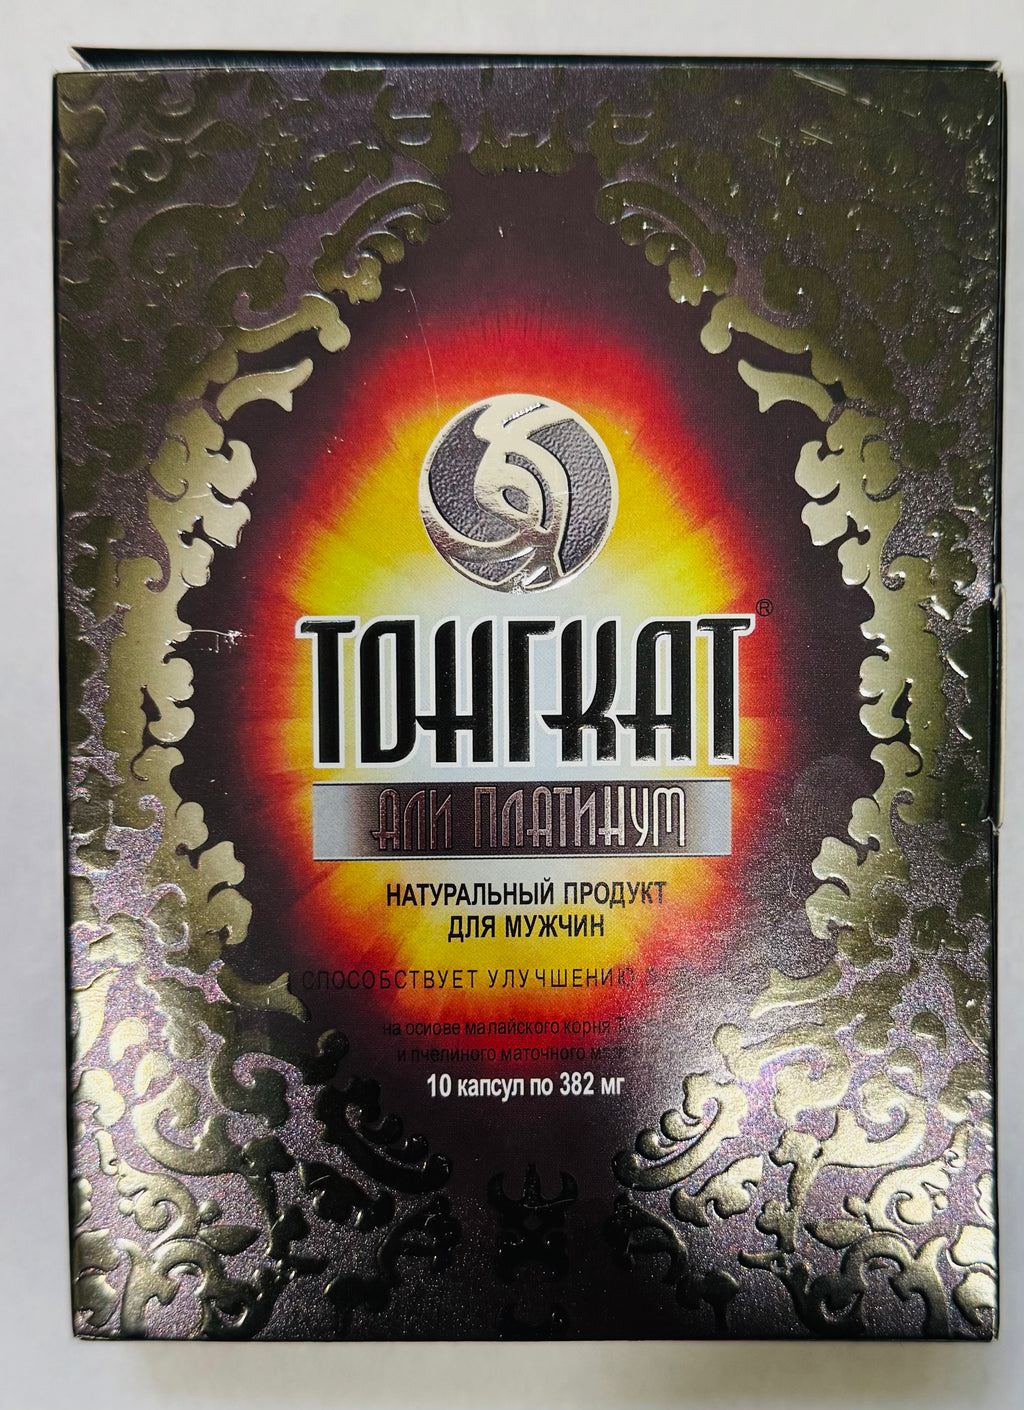 ТОНГКАТ®
АЛИ ПЛАТИНУМ
НАТУРАЛЬНЫЙ ПРОДУКТ
ДЛЯ МУЖЧИН
СПОСОБСТВУЕТ УЛУЧШЕНИЮ
на основе малайского корня
и пчелиного маточного
10 капсул по 382 мг